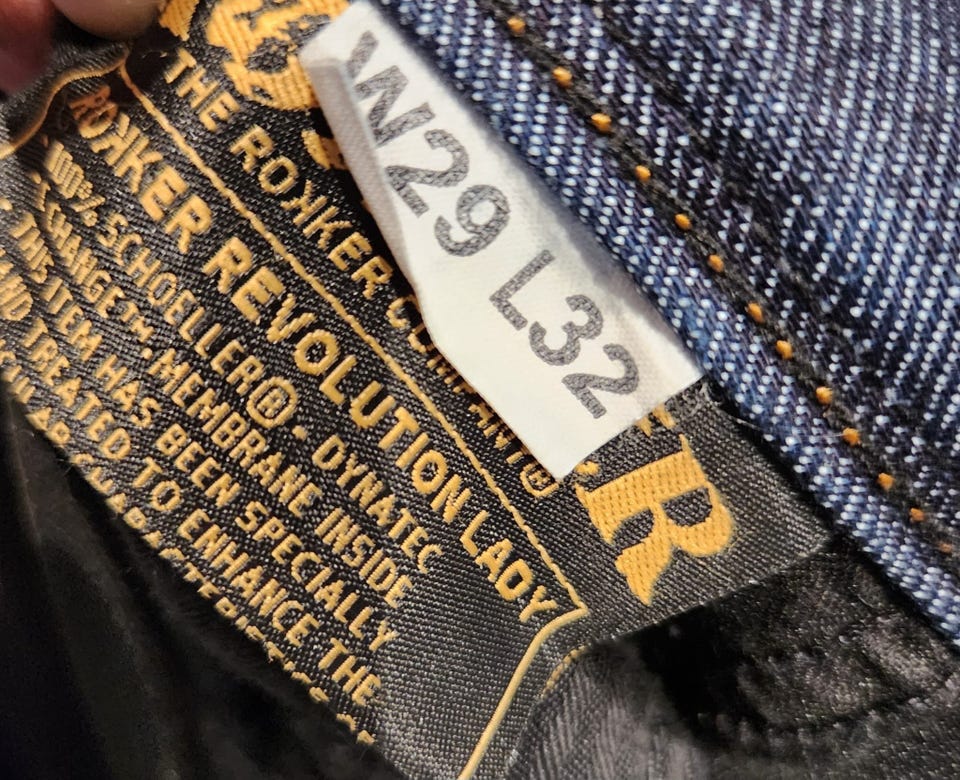 W29 L32
THE ROKKER COMPANY®
ER
ROKKER REVOLUTION LADY
100% SCHOELLER® - DYNATEC
CHANGE™. MEMBRANE INSIDE
THIS ITEM HAS BEEN SPECIALLY
AND TREATED TO ENHANCE THE